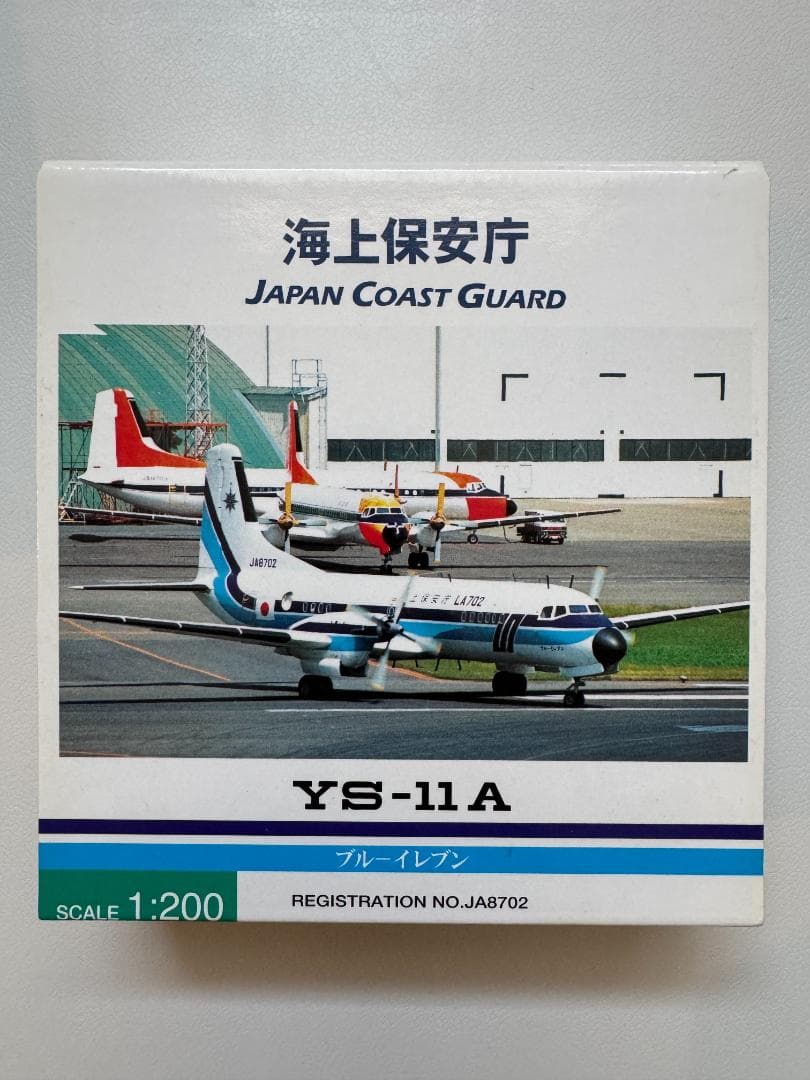 海上保安庁
JAPAN COAST GUARD
JA8702
海上保安庁 LA702
YS-11A
ブルーイレブン
SCALE 1:200
REGISTRATION NO.JA8702